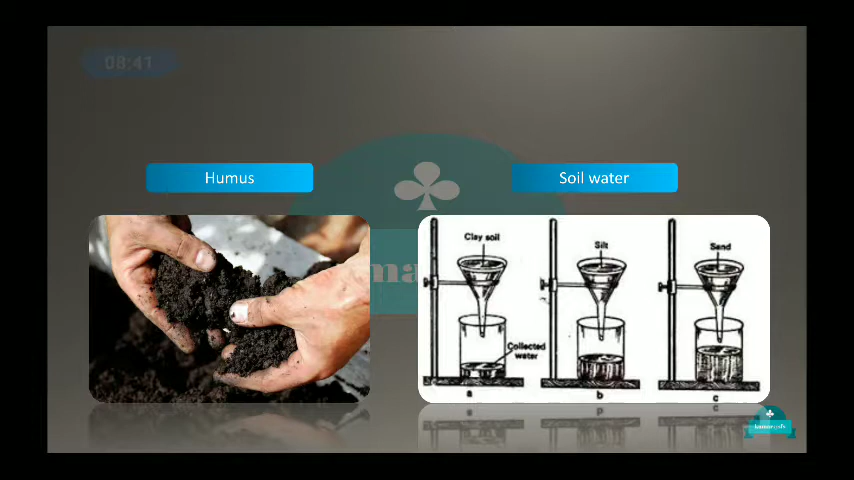 08:41
Humus
Soil water
Clay soil
Silt
Sand
Collected
water
a
b
c